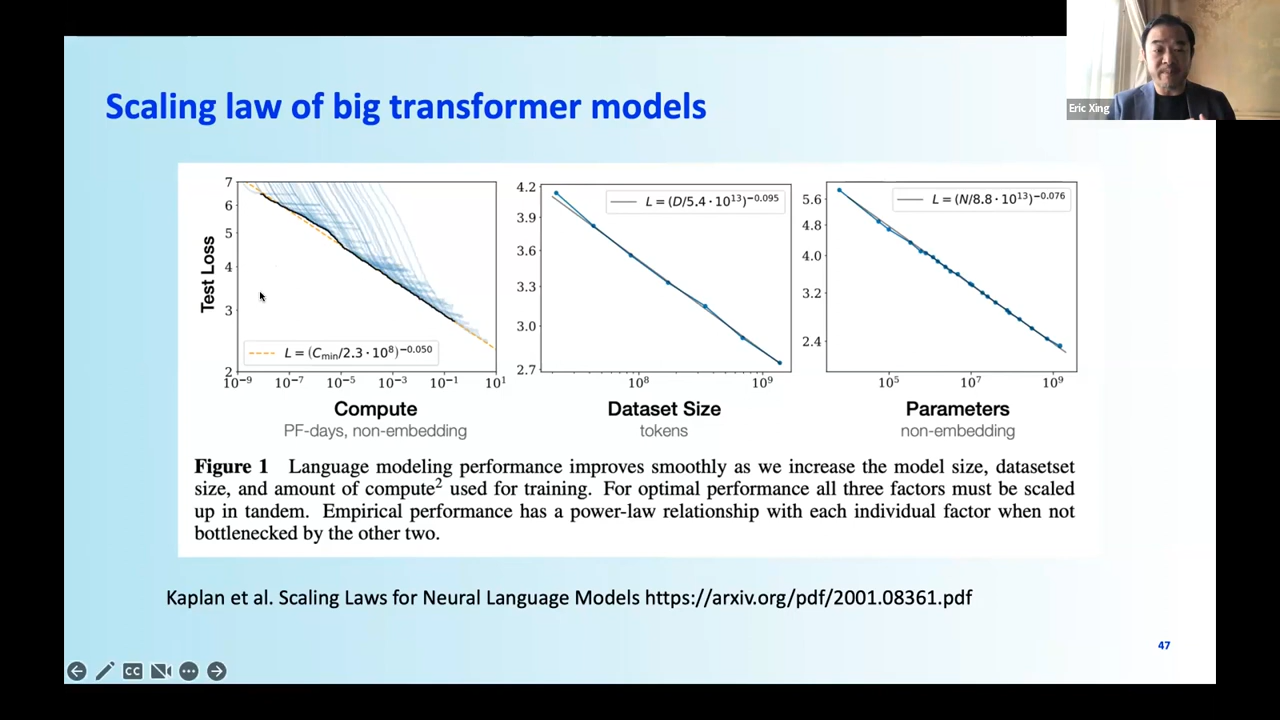 Eric Xing
Scaling law of big transformer models
Test Loss
7
6
5
4
3
2
L = (C_min/2.3 · 10⁸)^−0.050
10⁻⁹ 10⁻⁷ 10⁻⁵ 10⁻³ 10⁻¹ 10¹
Compute
PF-days, non-embedding
4.2
3.9
3.6
3.3
3.0
2.7
L = (D/5.4 · 10¹³)^−0.095
10⁸ 10⁹
Dataset Size
tokens
5.6
4.8
4.0
3.2
2.4
L = (N/8.8 · 10¹³)^−0.076
10⁵ 10⁷ 10⁹
Parameters
non-embedding
Figure 1 Language modeling performance improves smoothly as we increase the model size, datasetset
size, and amount of compute² used for training. For optimal performance all three factors must be scaled
up in tandem. Empirical performance has a power-law relationship with each individual factor when not
bottlenecked by the other two.
Kaplan et al. Scaling Laws for Neural Language Models https://arxiv.org/pdf/2001.08361.pdf
47
CC